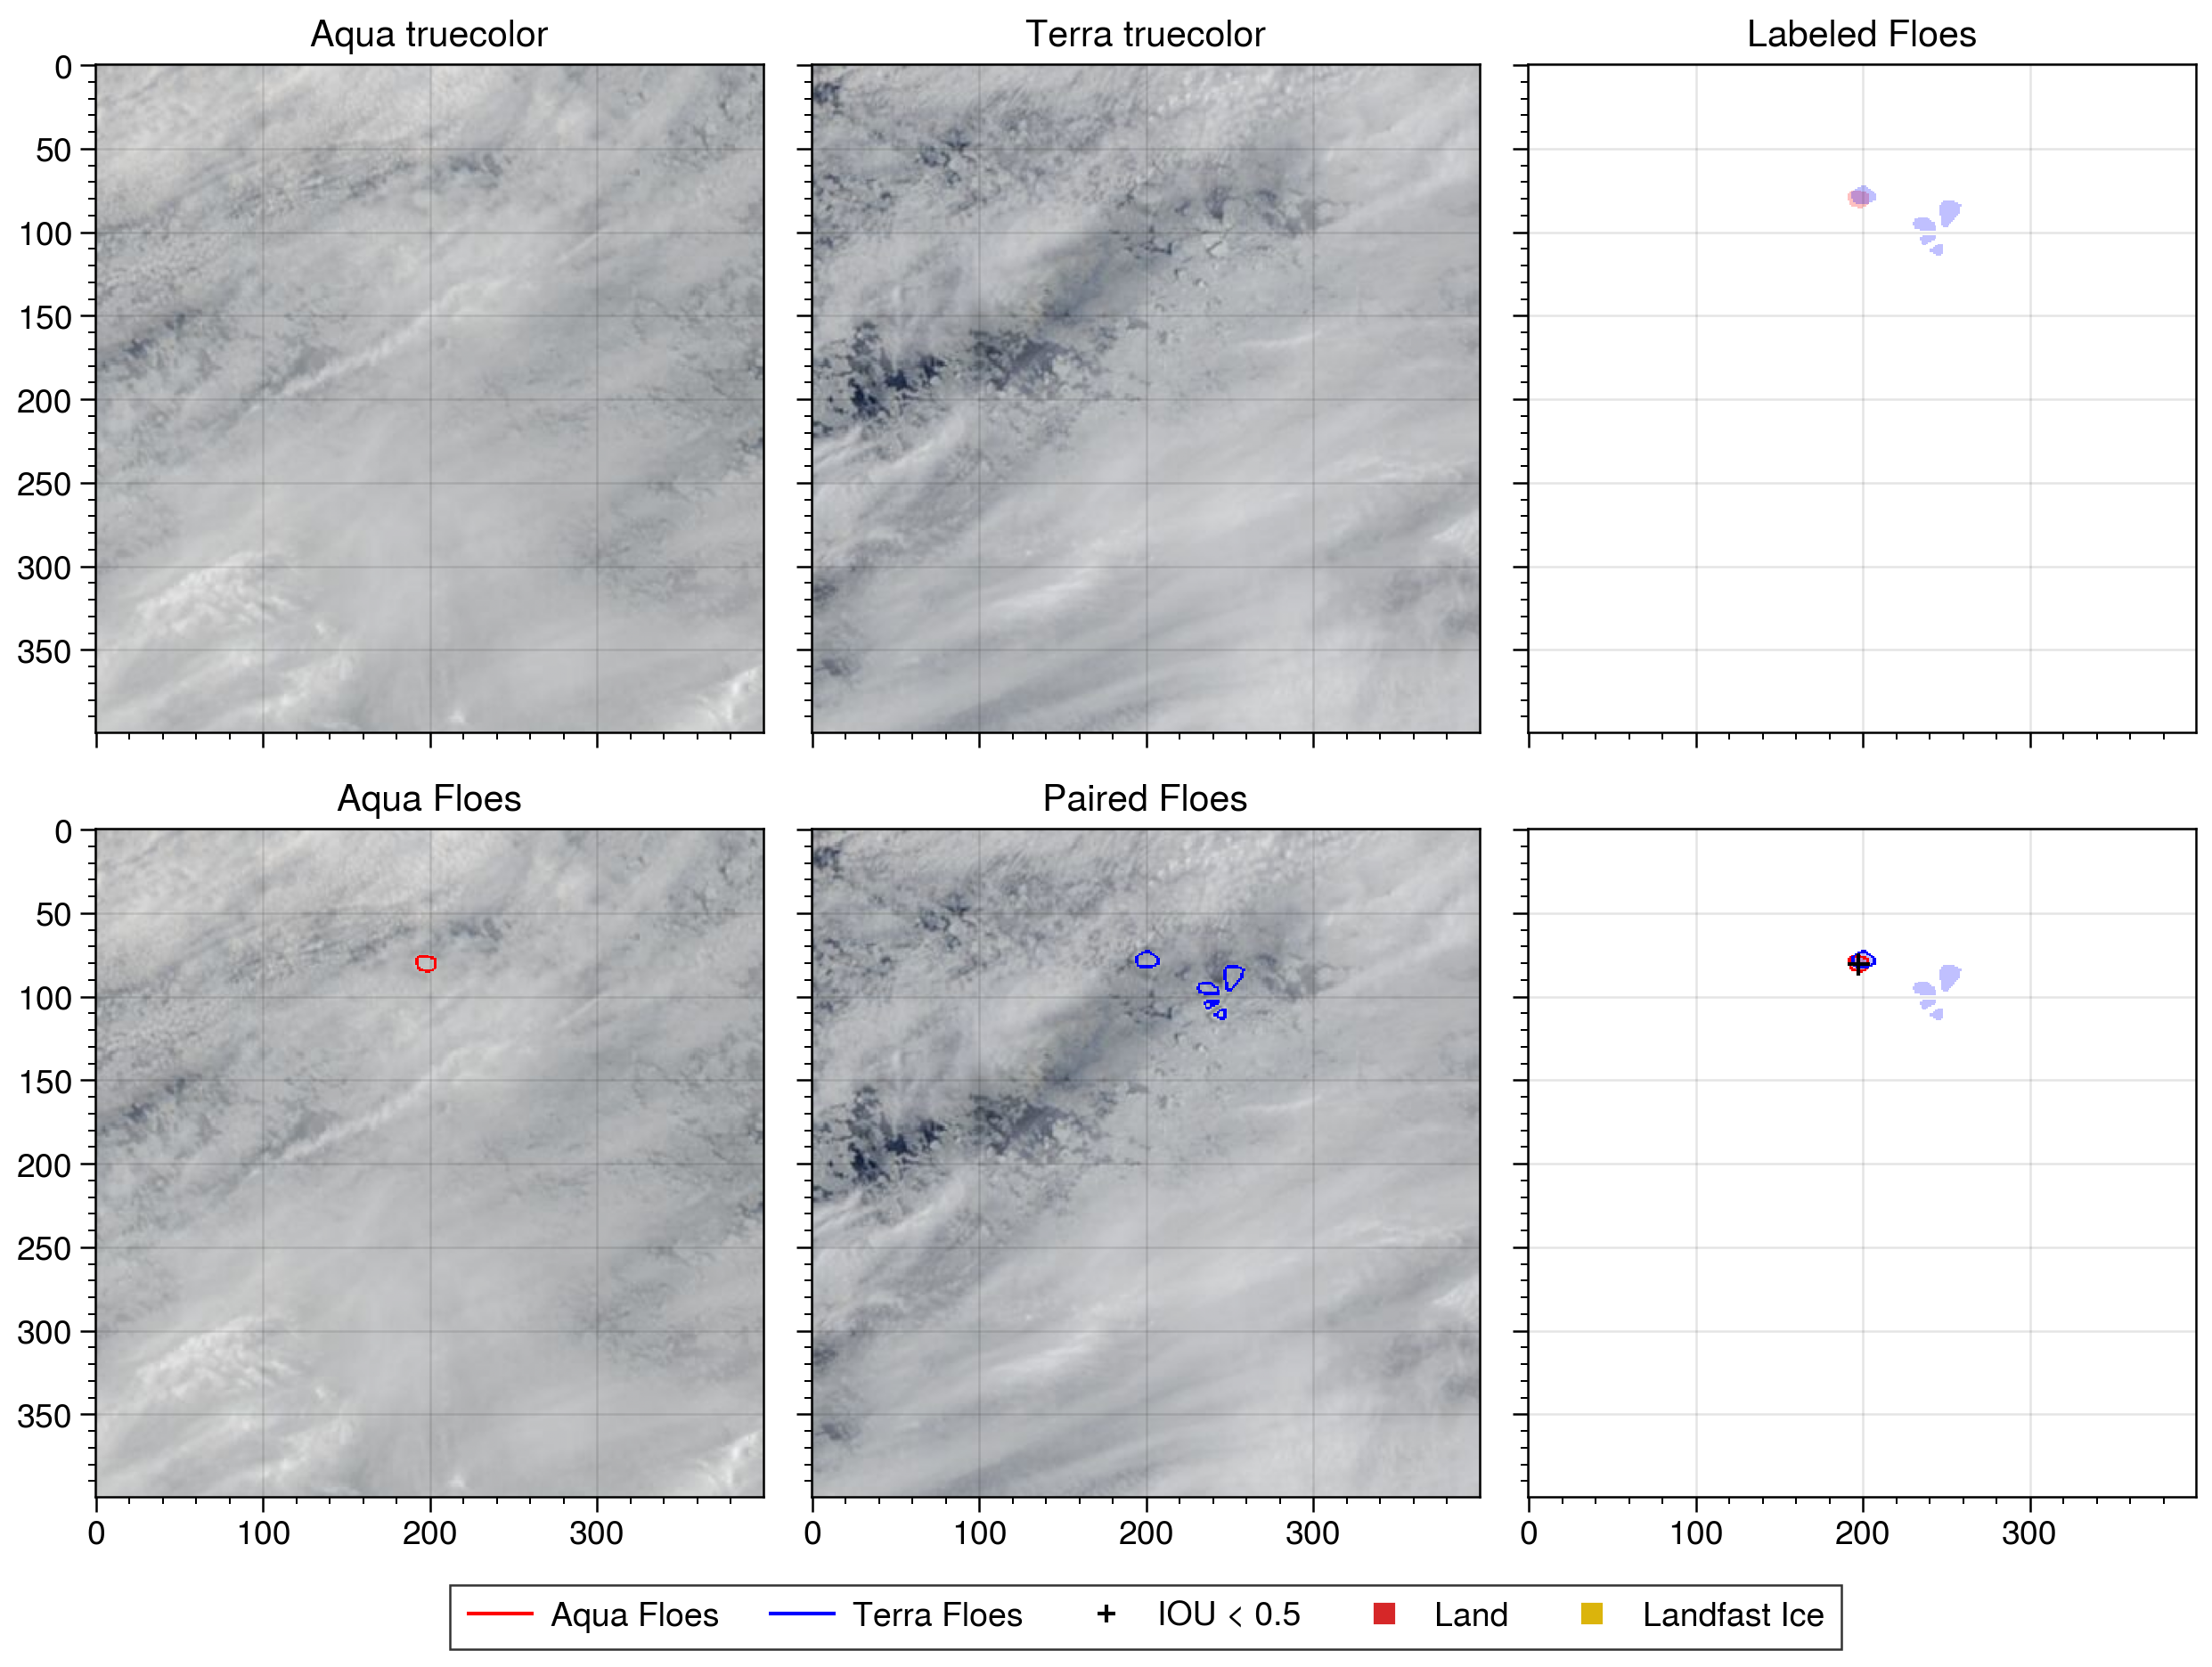 Aqua truecolor
Terra truecolor
Labeled Floes
0
50
100
150
200
250
300
350
Aqua Floes
Paired Floes
0
50
100
150
200
250
300
350
0 100 200 300
0 100 200 300
0 100 200 300
Aqua Floes Terra Floes IOU < 0.5 Land Landfast Ice